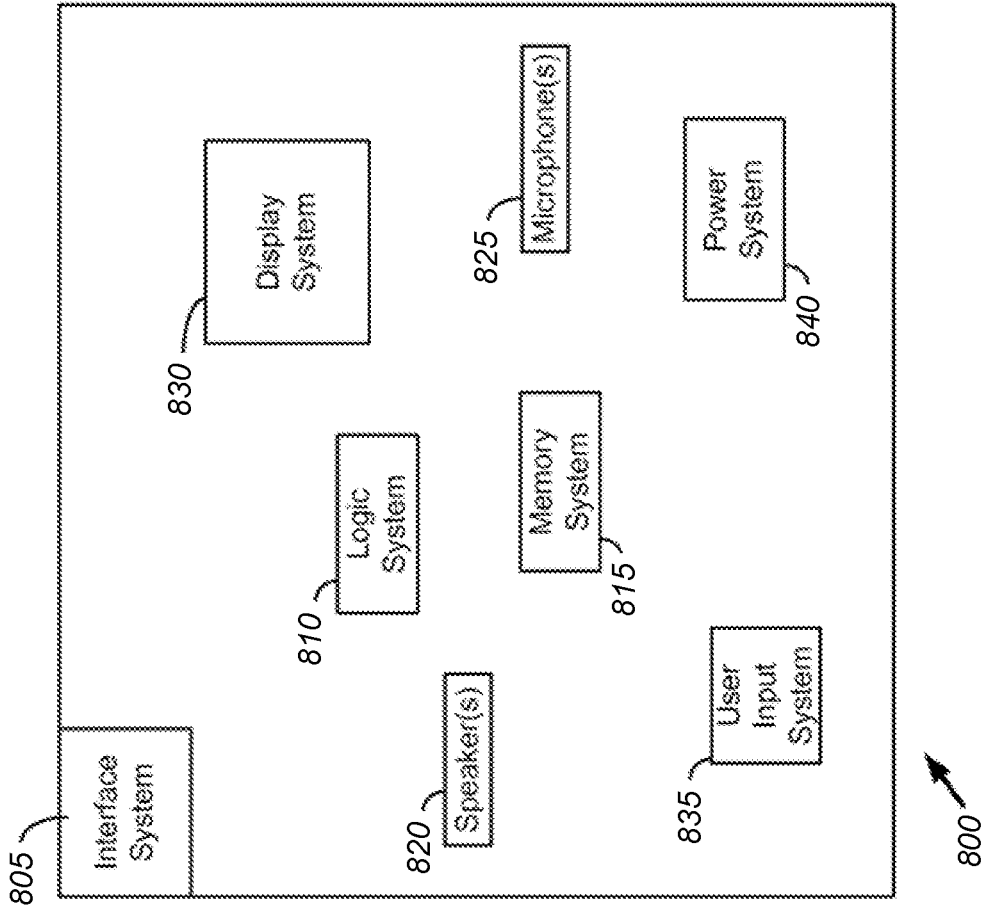 805
Interface
System
830
Display
System
810
Logic
System
820
Speaker(s)
825
Microphone(s)
Memory
System
815
835
User
Input
System
Power
System
840
800